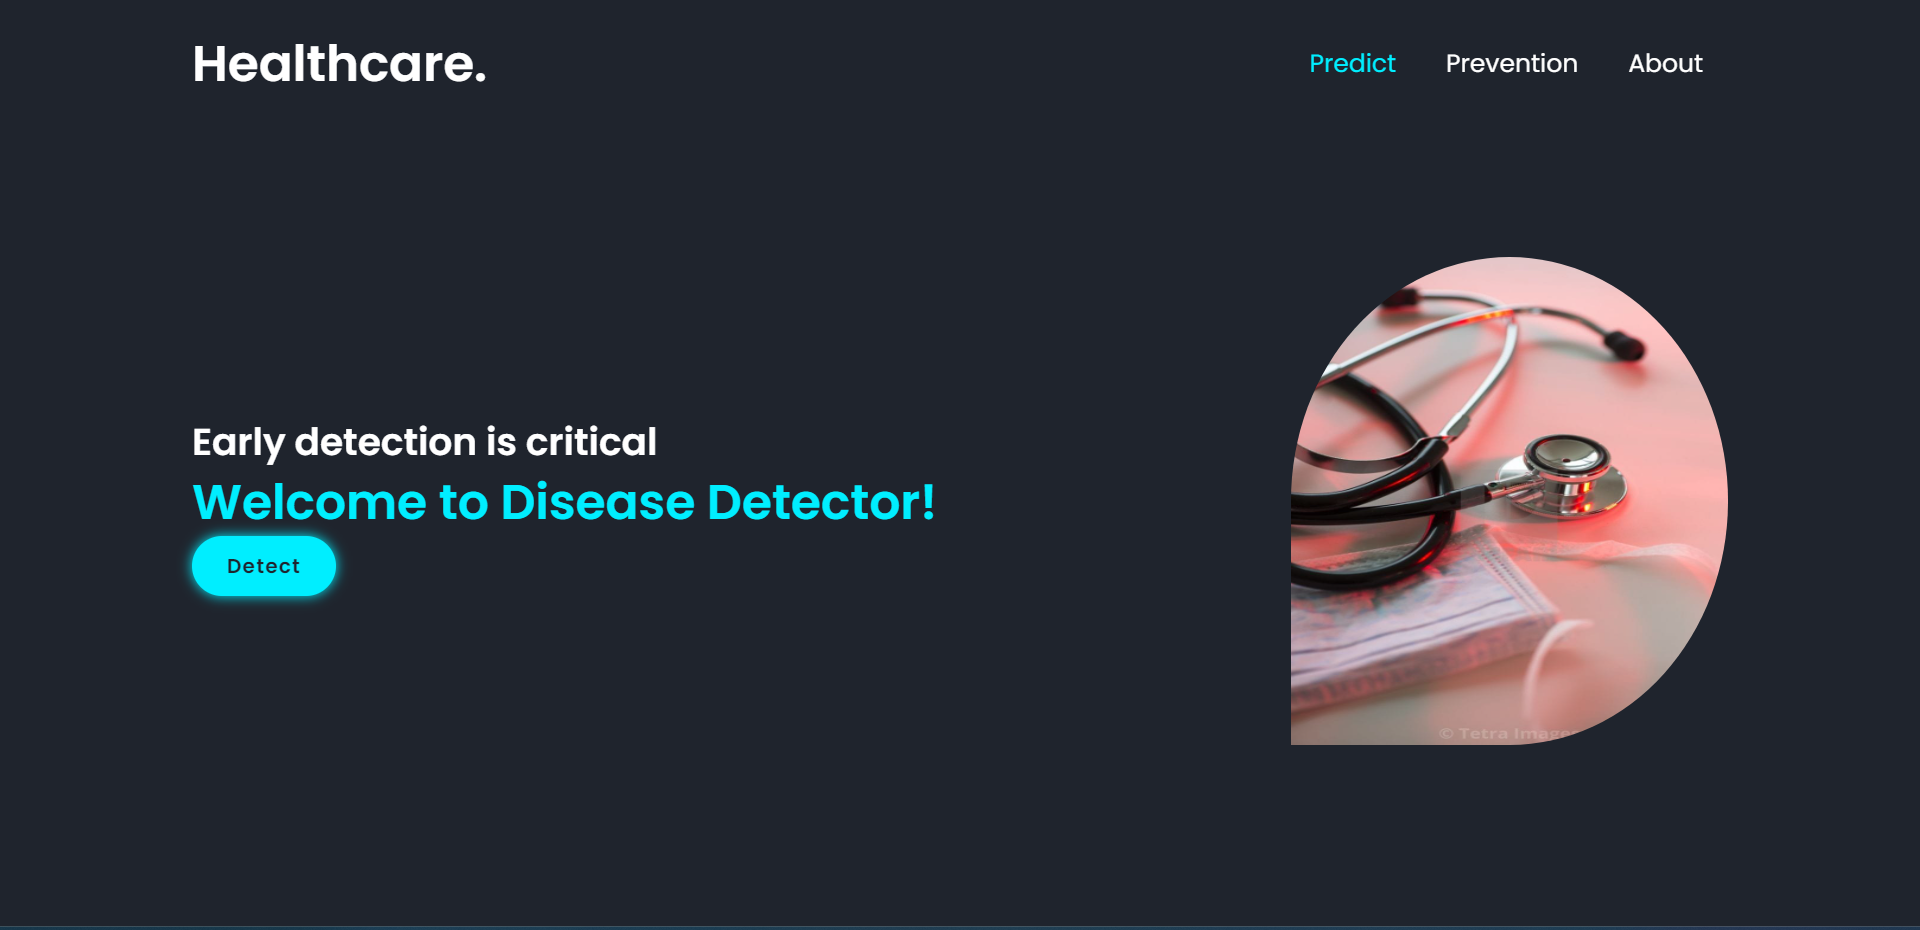 Healthcare.
Predict Prevention About
Early detection is critical
Welcome to Disease Detector!
Detect
© Tetra Images